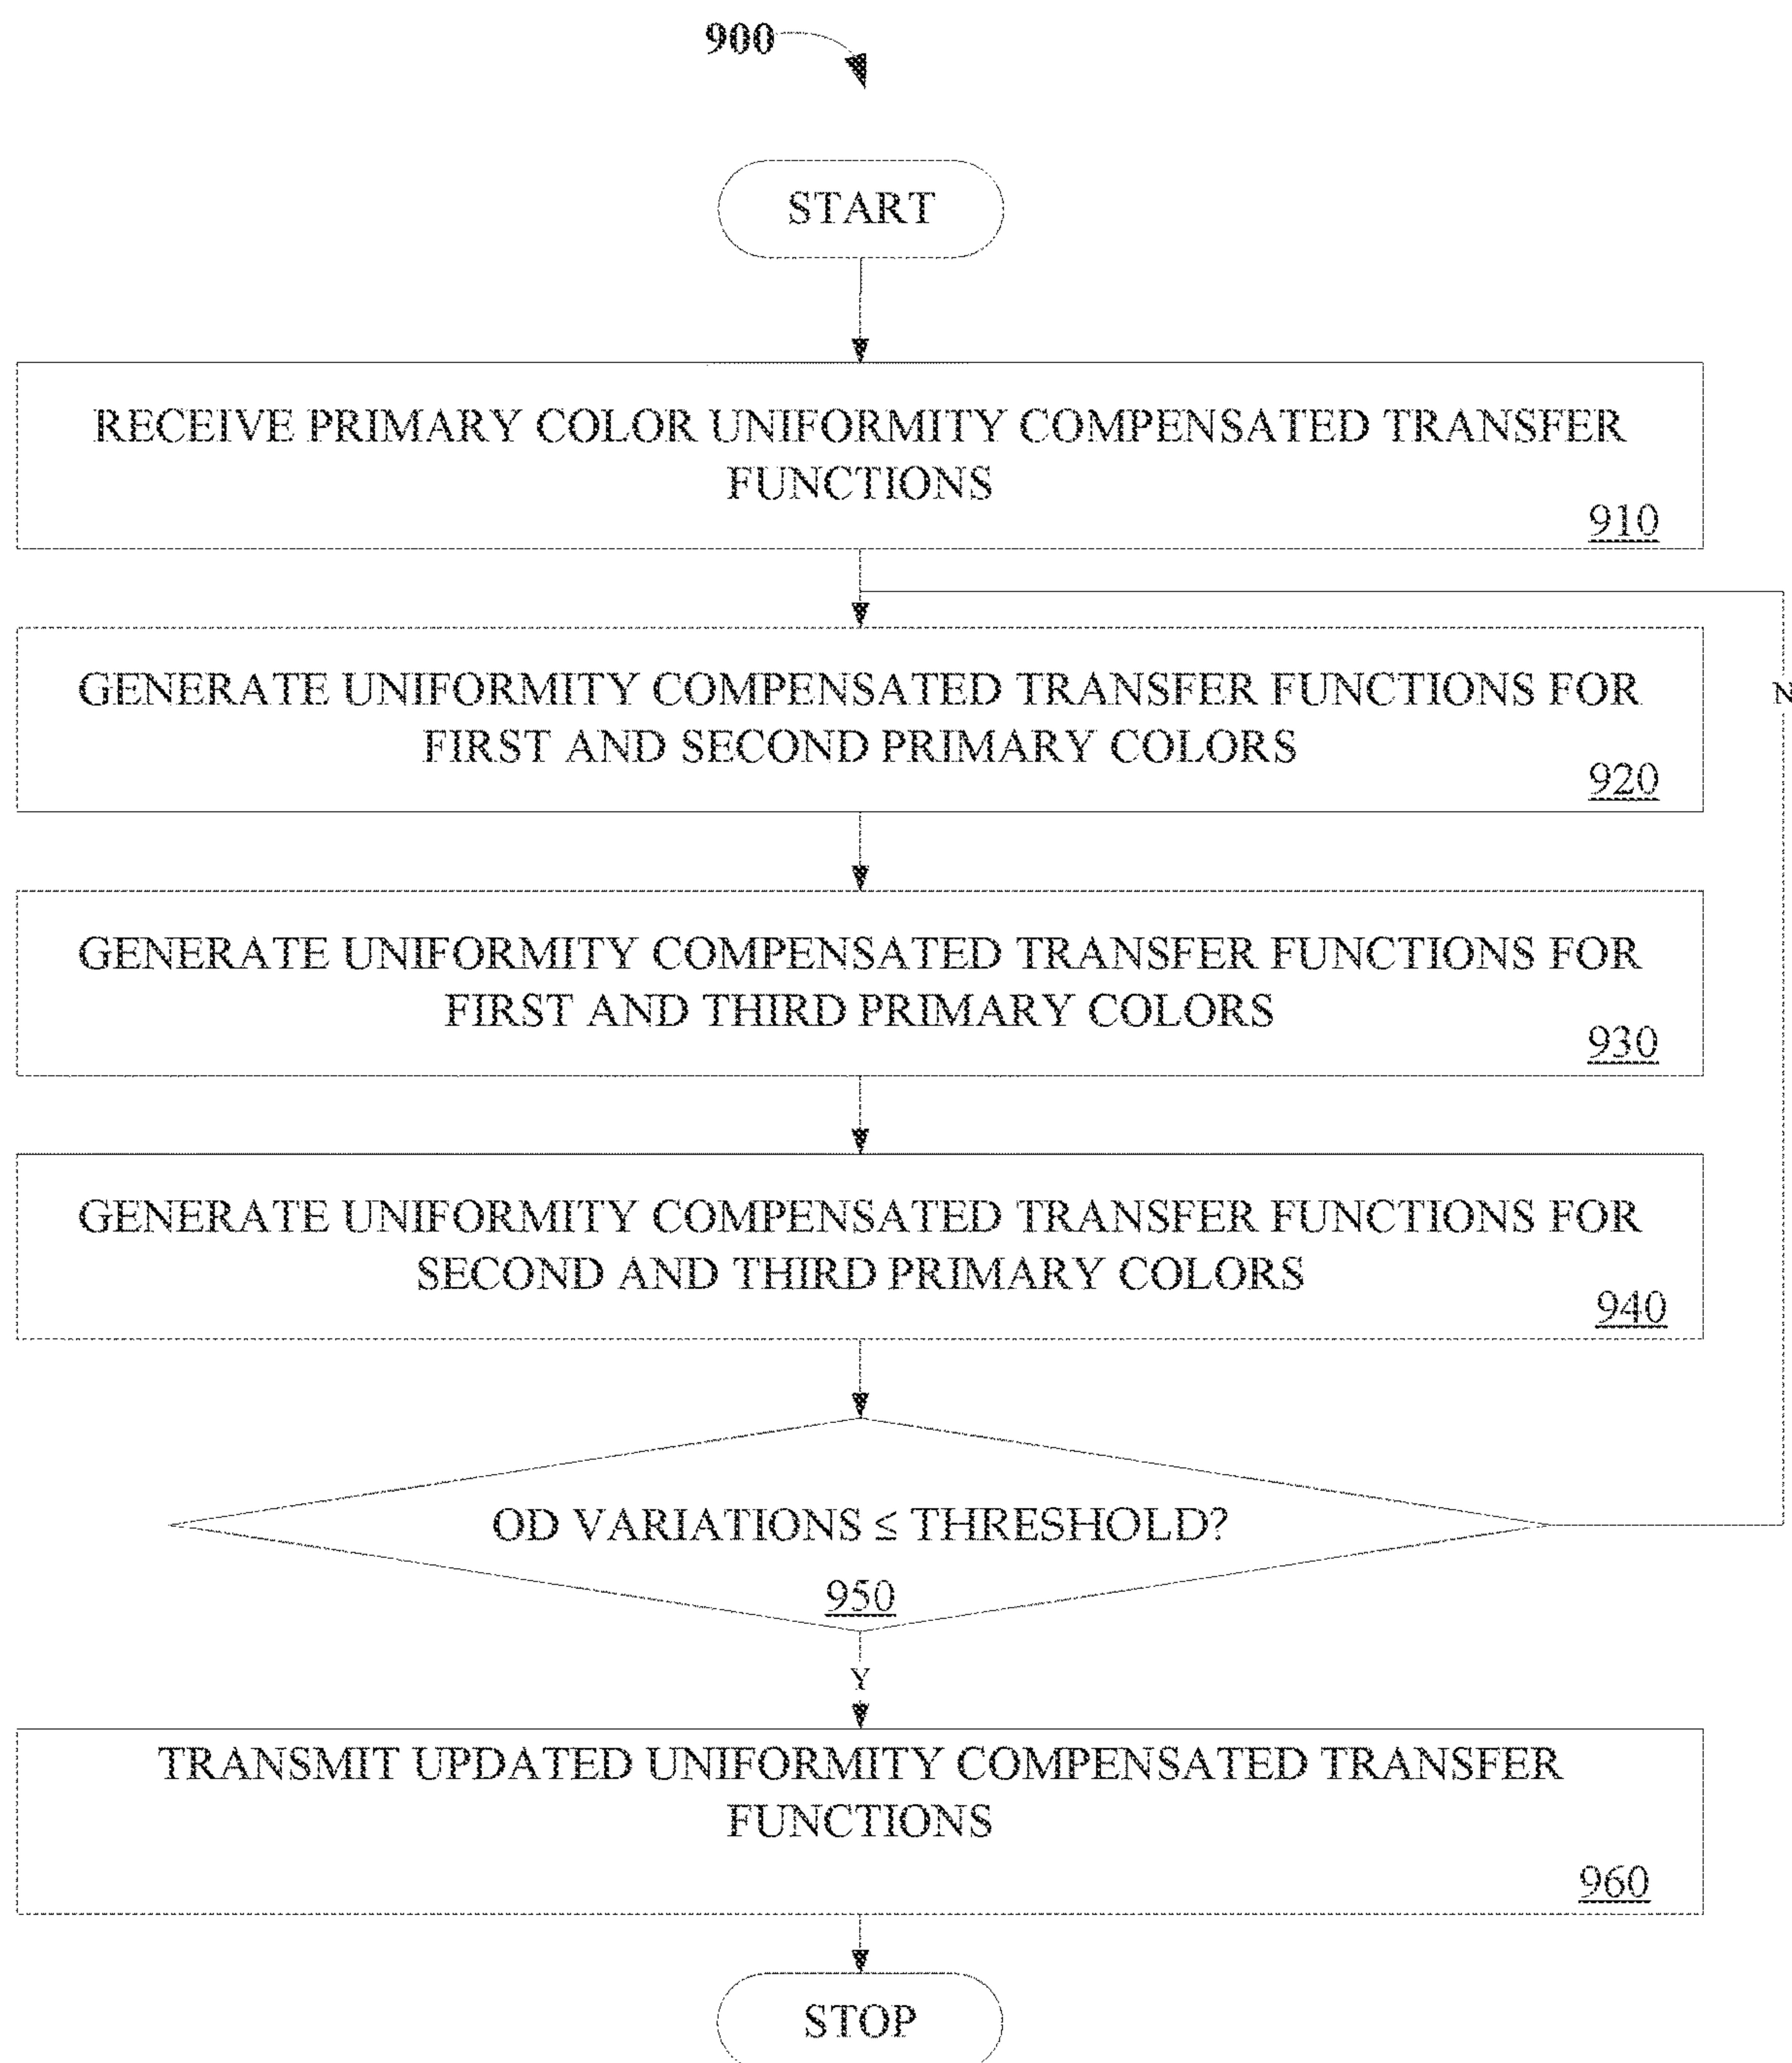 900
START
RECEIVE PRIMARY COLOR UNIFORMITY COMPENSATED TRANSFER
FUNCTIONS
910
GENERATE UNIFORMITY COMPENSATED TRANSFER FUNCTIONS FOR
FIRST AND SECOND PRIMARY COLORS
920
N
GENERATE UNIFORMITY COMPENSATED TRANSFER FUNCTIONS FOR
FIRST AND THIRD PRIMARY COLORS
930
GENERATE UNIFORMITY COMPENSATED TRANSFER FUNCTIONS FOR
SECOND AND THIRD PRIMARY COLORS
940
OD VARIATIONS ≤ THRESHOLD?
950
Y
TRANSMIT UPDATED UNIFORMITY COMPENSATED TRANSFER
FUNCTIONS
960
STOP